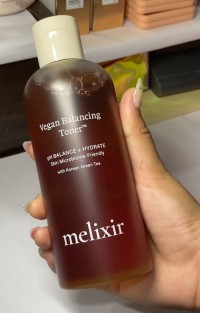 Vegan Balancing
Toner™
pH BALANCE + HYDRATE
Skin Microbiome-Friendly
with Korean Green Tea
melixir